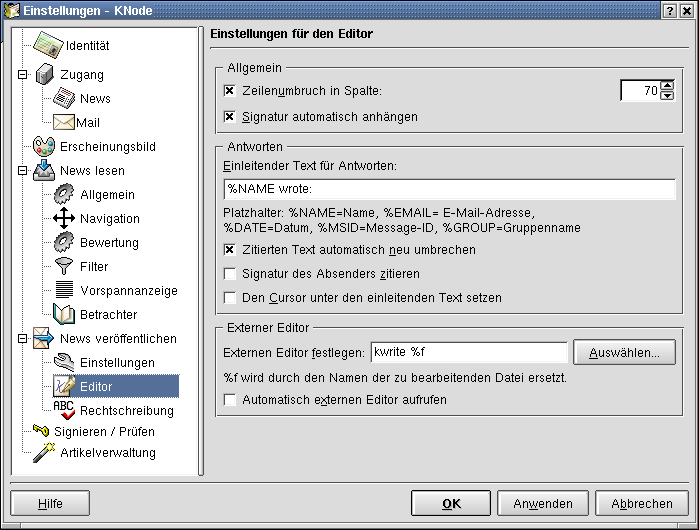 Einstellungen - KNode
Identität
Zugang
News
Mail
Erscheinungsbild
News lesen
Allgemein
Navigation
Bewertung
Filter
Vorspannanzeige
Betrachter
News veröffentlichen
Einstellungen
Editor
ABC
Rechtschreibung
Signieren / Prüfen
Artikelverwaltung
Einstellungen für den Editor
Allgemein
Zeilenumbruch in Spalte:
70
Signatur automatisch anhängen
Antworten
Einleitender Text für Antworten:
%NAME wrote:
Platzhalter: %NAME=Name, %EMAIL= E-Mail-Adresse,
%DATE=Datum, %MSID=Message-ID, %GROUP=Gruppenname
Zitierten Text automatisch neu umbrechen
Signatur des Absenders zitieren
Den Cursor unter den einleitenden Text setzen
Externer Editor
Externen Editor festlegen:
kwrite %f
Auswählen...
%f wird durch den Namen der zu bearbeitenden Datei ersetzt.
Automatisch externen Editor aufrufen
Hilfe
OK
Anwenden
Abbrechen